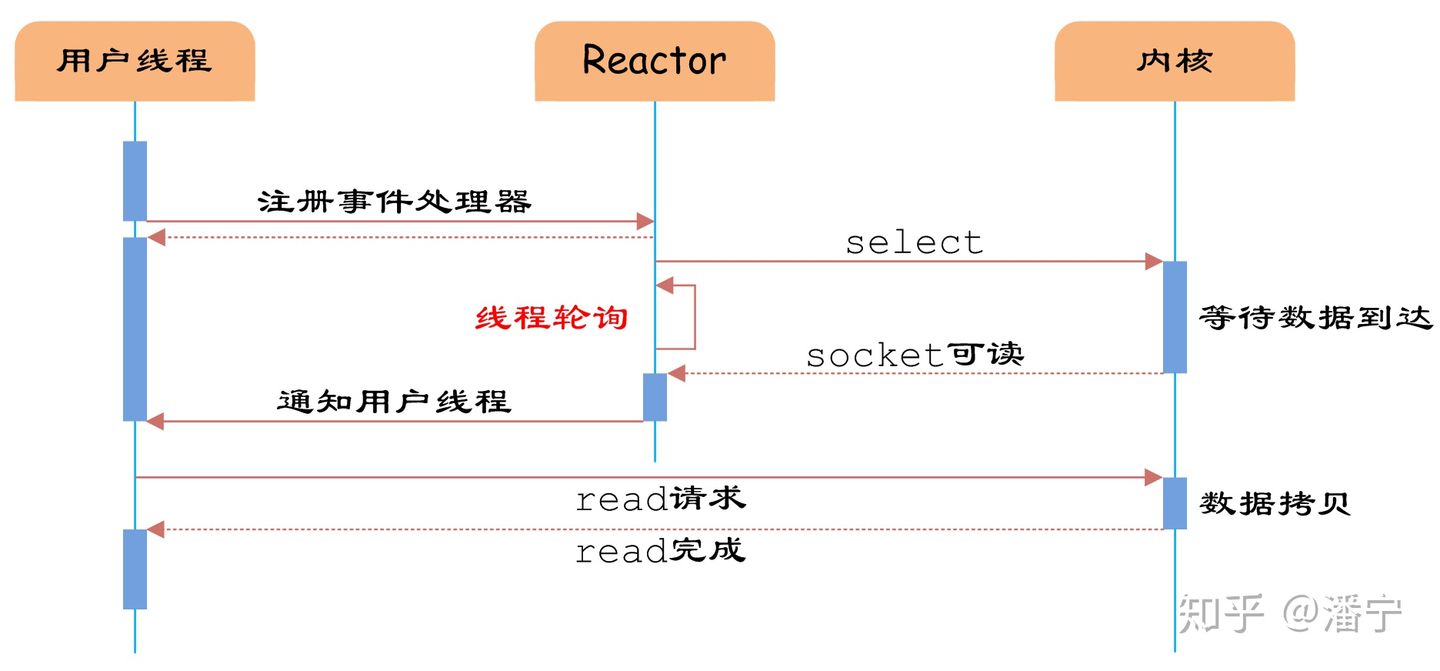 用户线程
Reactor
内核
注册事件处理器
select
线程轮询
等待数据到达
socket可读
通知用户线程
read请求
数据拷贝
read完成
知乎 @潘宁